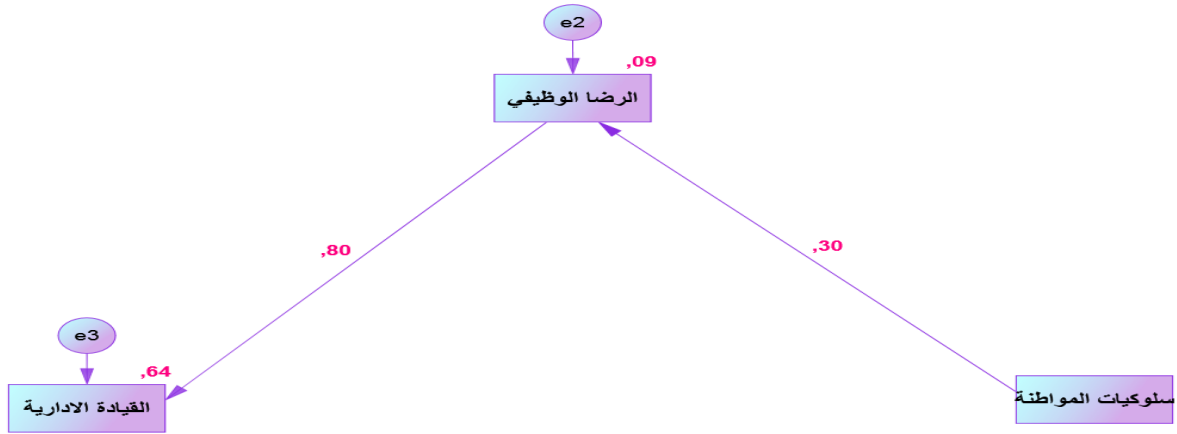 e2
,09
الرضا الوظيفي
,80
,30
e3
,64
القيادة الادارية
سلوكيات المواطنة